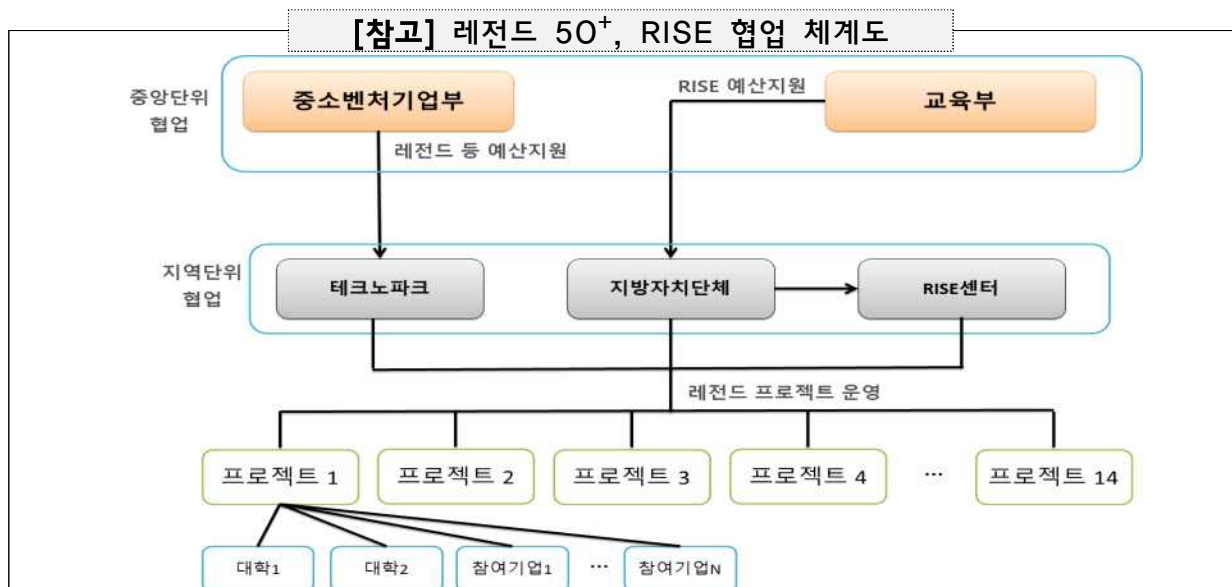 [참고] 레전드 50⁺, RISE 협업 체계도
중앙단위
협업
중소벤처기업부
RISE 예산지원
교육부
레전드 등 예산지원
지역단위
협업
테크노파크
지방자치단체
RISE센터
레전드 프로젝트 운영
프로젝트 1
프로젝트 2
프로젝트 3
프로젝트 4
…
프로젝트 14
대학1
대학2
참여기업1
…
참여기업N